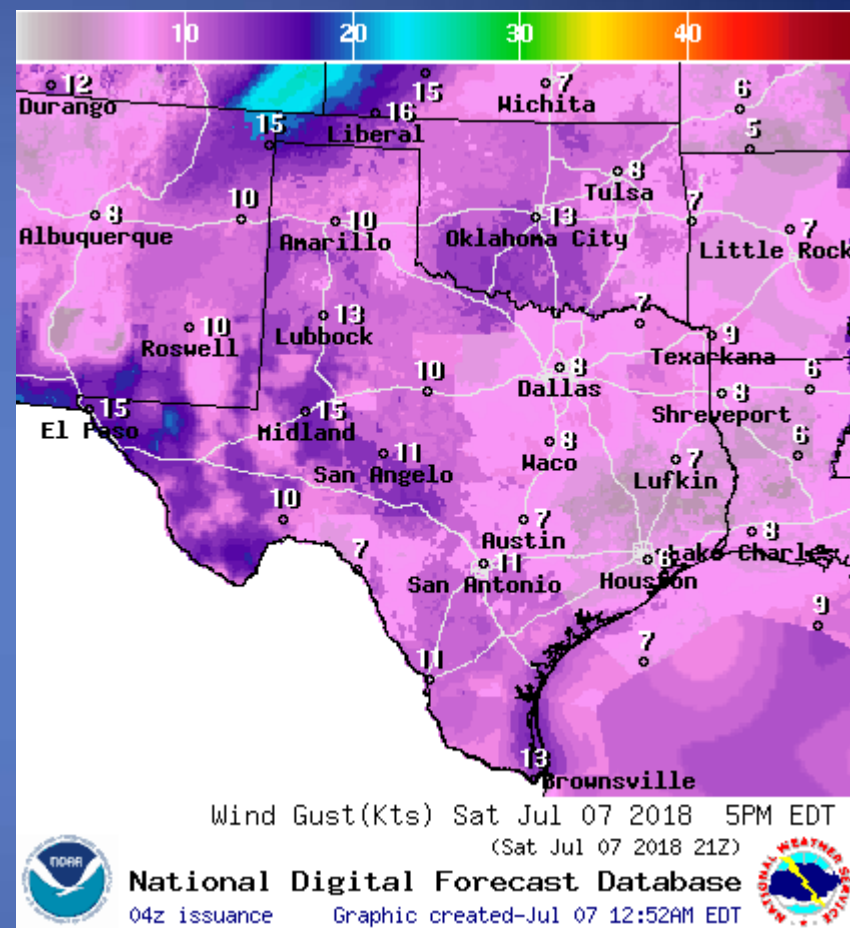 10 20 30 40
12 15 7 6
Durango Wichita
15 16 5
Liberal
8
Tulsa
10 10 13 7 7
8
Albuquerque Amarillo Oklahoma City Little Rock
10 13 7 9
Roswell Lubbock Texarkana
10 8 8 6
Dallas Shreveport
15 15
El Paso Midland
11 8 7 6
San Angelo Waco Lufkin
10 7 8
Austin Lake Charles
7 11 6
San Antonio Houston
9
11 7
13
Brownsville
Wind Gust(Kts) Sat Jul 07 2018 5PM EDT
(Sat Jul 07 2018 21Z)
NOAA
National Digital Forecast Database
04z issuance Graphic created-Jul 07 12:52AM EDT
NATIONAL WEATHER SERVICE